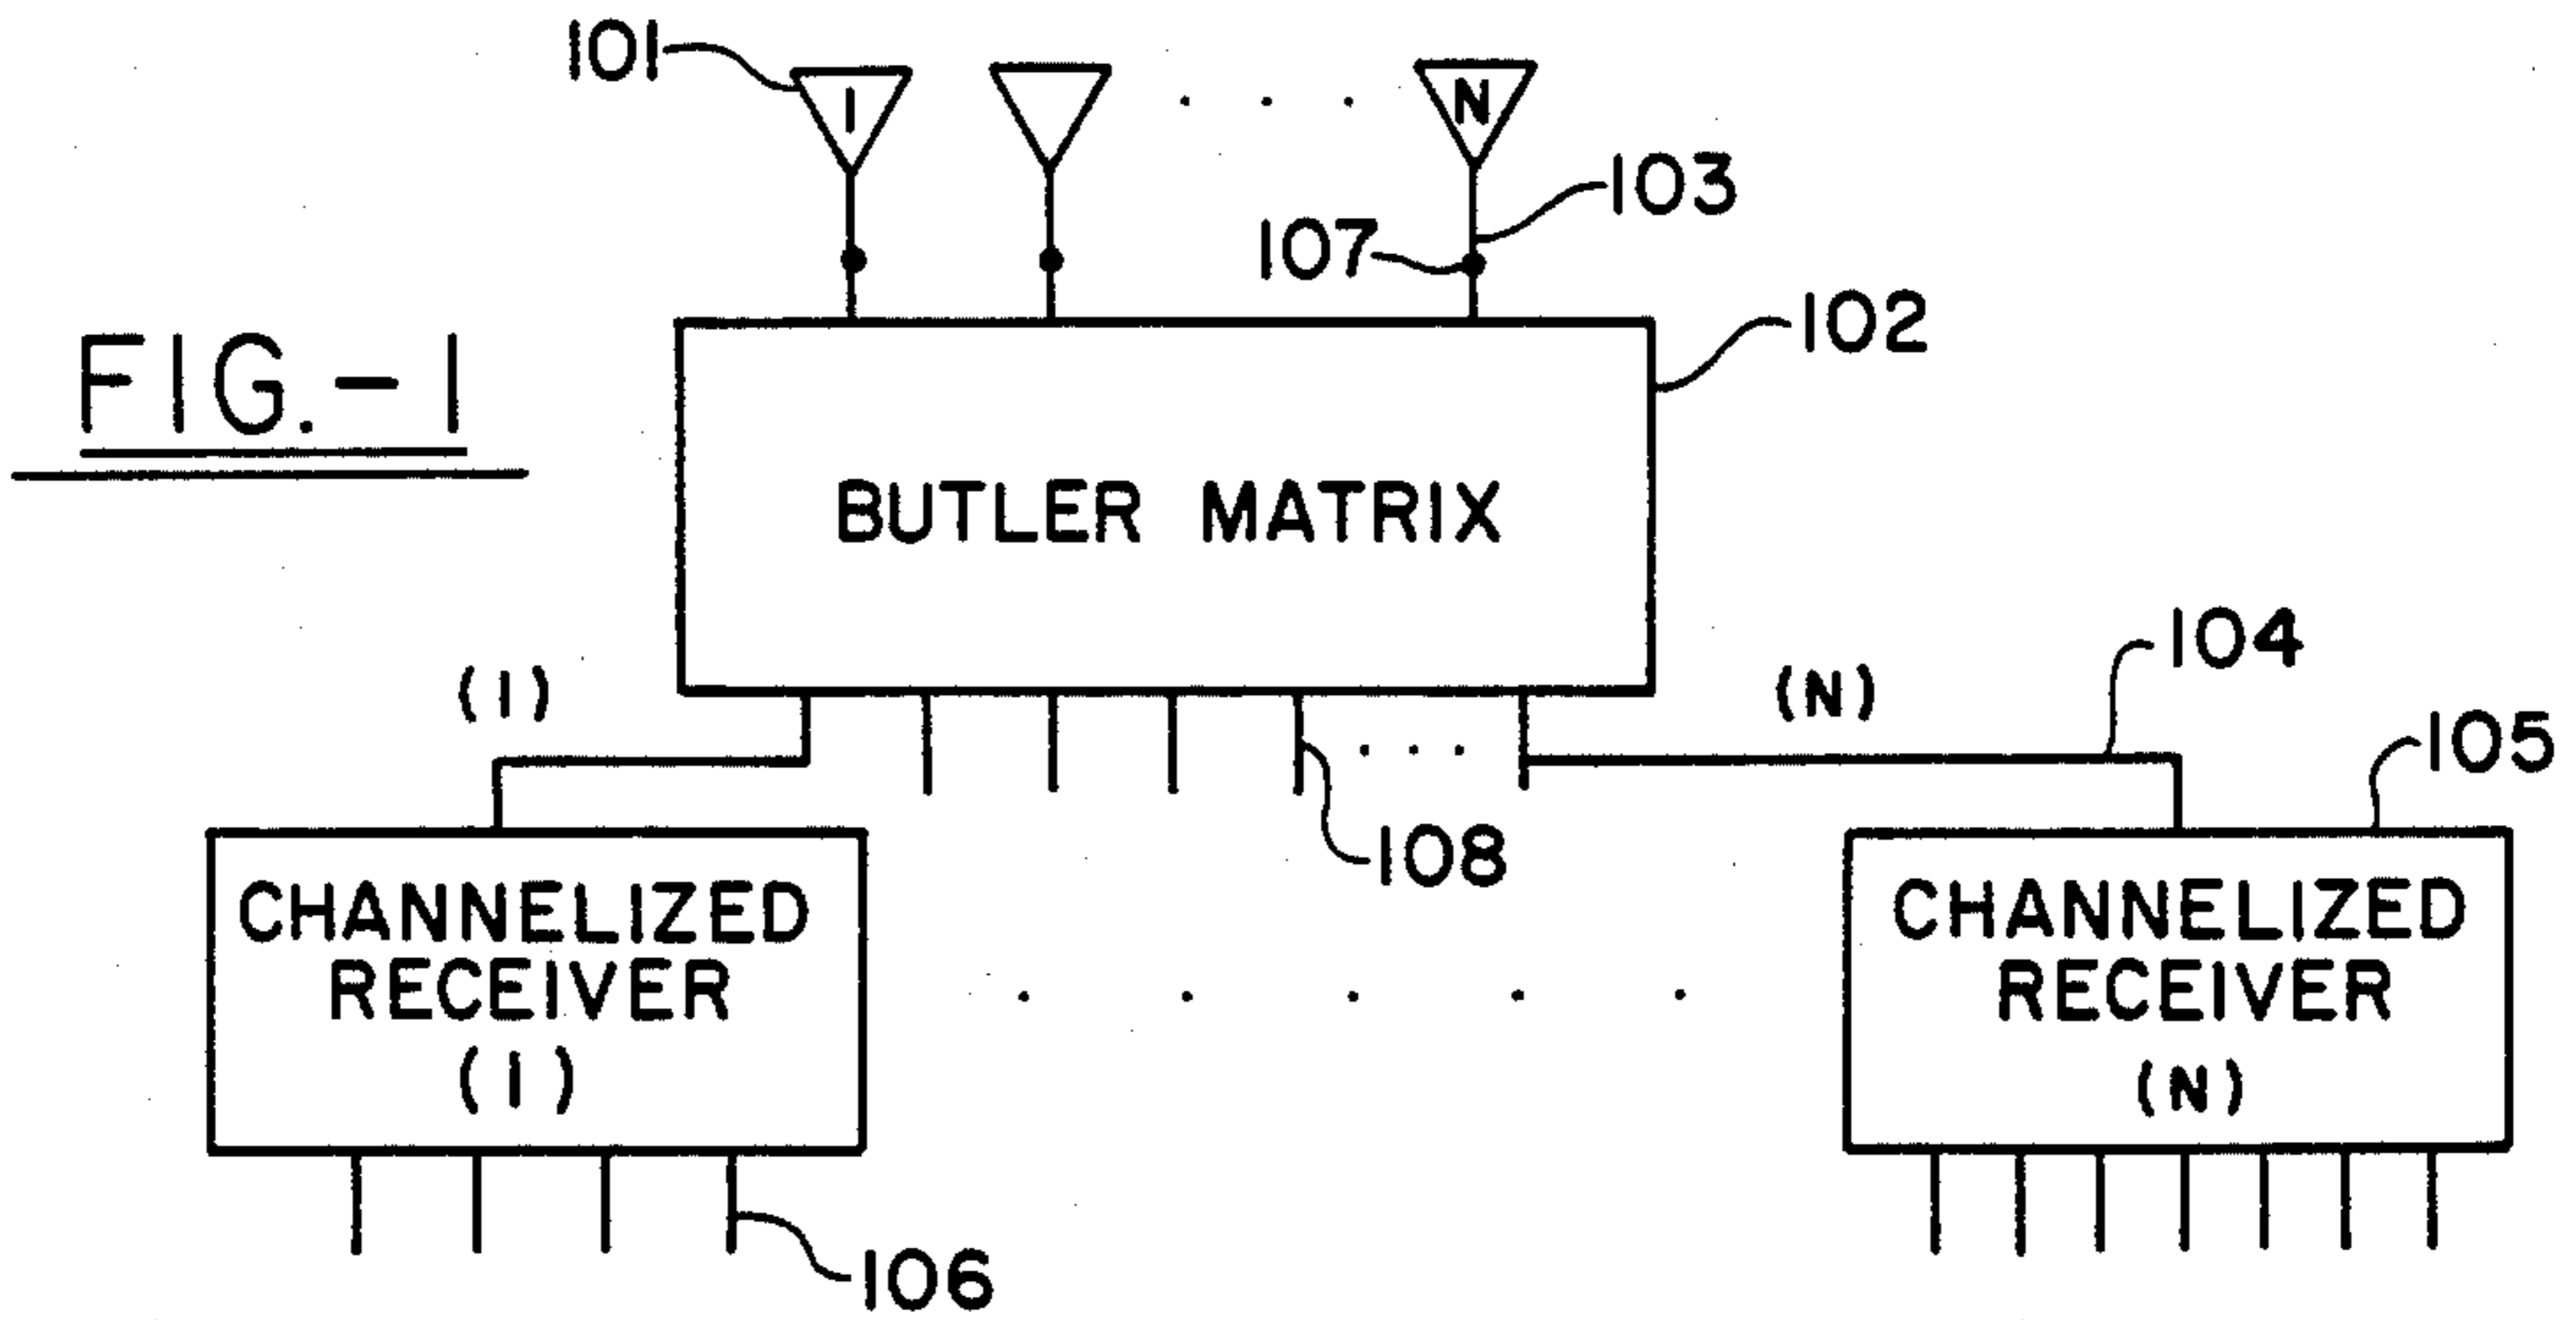 101
1
N
103
107
102
FIG.-1
BUTLER MATRIX
(1)
(N)
104
105
108
CHANNELIZED
RECEIVER
(1)
CHANNELIZED
RECEIVER
(N)
106